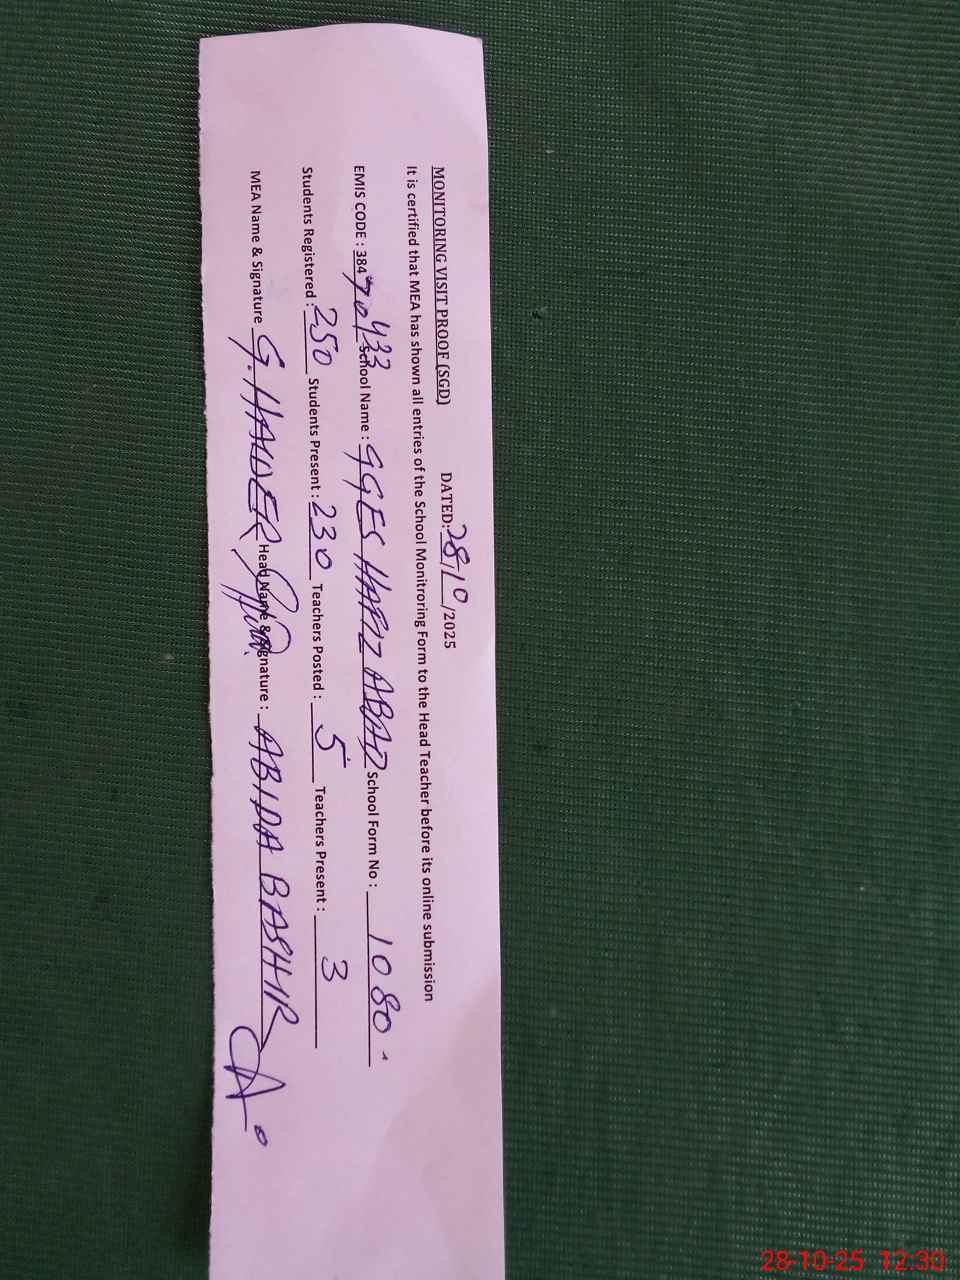 MONITORING VISIT PROOF (SGD) DATED: 28/10/2025
It is certified that MEA has shown all entries of the School Monitroring Form to the Head Teacher before its online submission
EMIS CODE : 384 70433 School Name : GGES HAFIZ ABAD School Form No : 1080
Students Registered : 250 Students Present : 230 Teachers Posted : 5 Teachers Present : 3
MEA Name & Signature G. HAIDER Head Name & Signature : ABIDA BASHIR
28-10-25 12:30